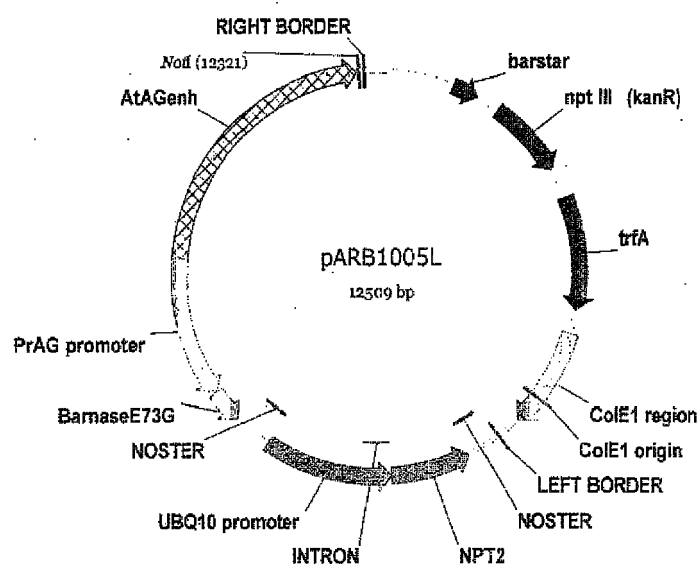 RIGHT BORDER
NotI (12321)
AtAGenh
barstar
npt III (kanR)
trfA
pARB1005L
12509 bp
PrAG promoter
BarnaseE73G
NOSTER
UBQ10 promoter
INTRON
NPT2
NOSTER
LEFT BORDER
ColE1 origin
ColE1 region